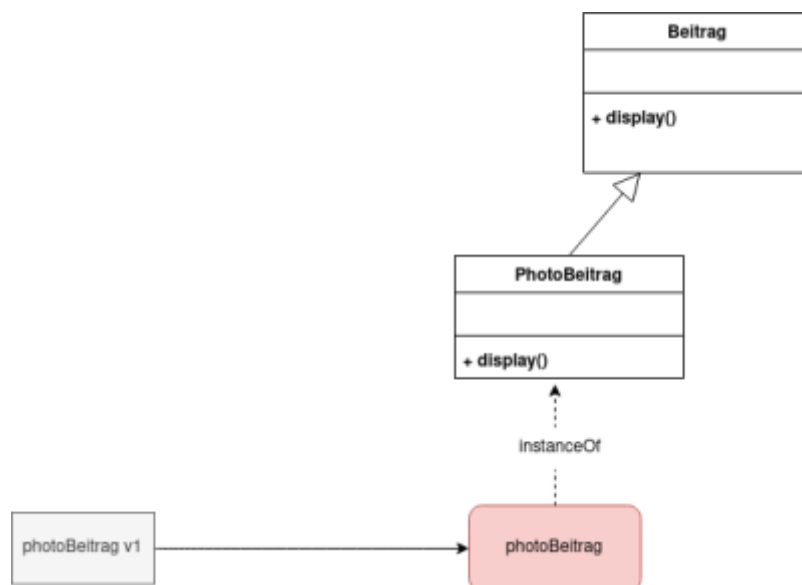 Beitrag
+ display()
PhotoBeitrag
+ display()
instanceOf
photoBeitrag v1
photoBeitrag